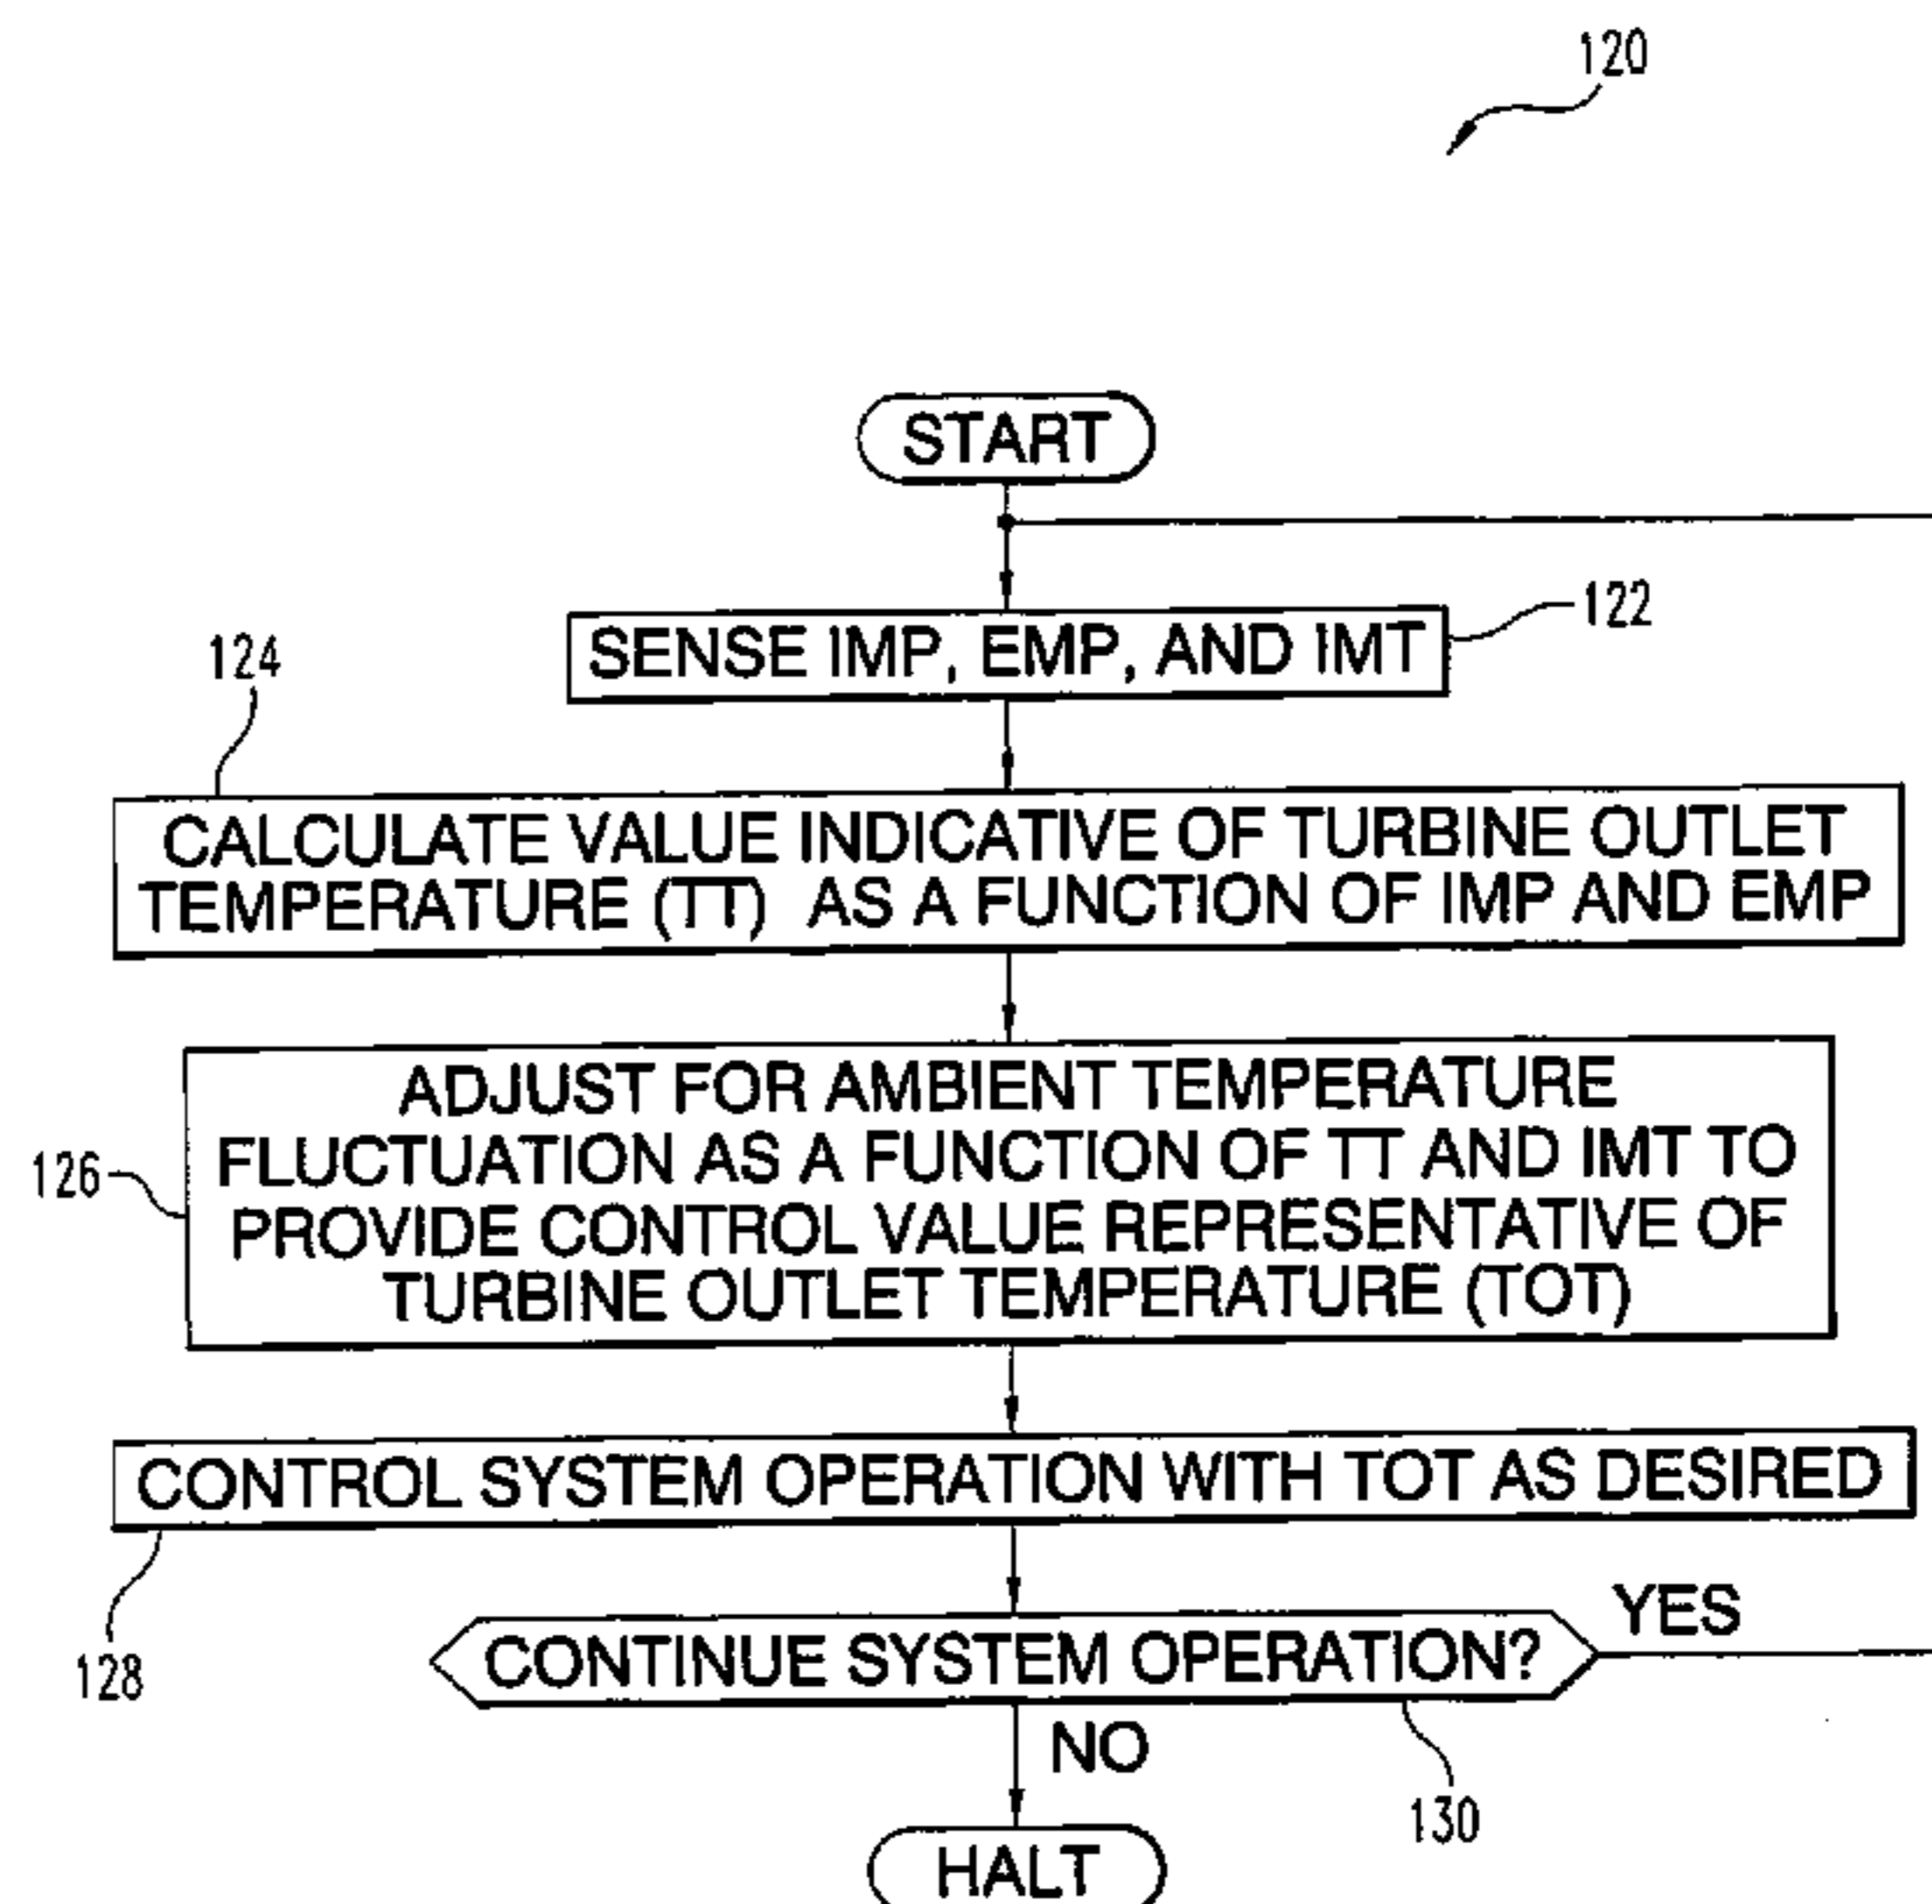 120
START
SENSE IMP, EMP, AND IMT
122
124
CALCULATE VALUE INDICATIVE OF TURBINE OUTLET
TEMPERATURE (TT) AS A FUNCTION OF IMP AND EMP
ADJUST FOR AMBIENT TEMPERATURE
FLUCTUATION AS A FUNCTION OF TT AND IMT TO
PROVIDE CONTROL VALUE REPRESENTATIVE OF
TURBINE OUTLET TEMPERATURE (TOT)
126
CONTROL SYSTEM OPERATION WITH TOT AS DESIRED
128
CONTINUE SYSTEM OPERATION?
YES
NO
130
HALT